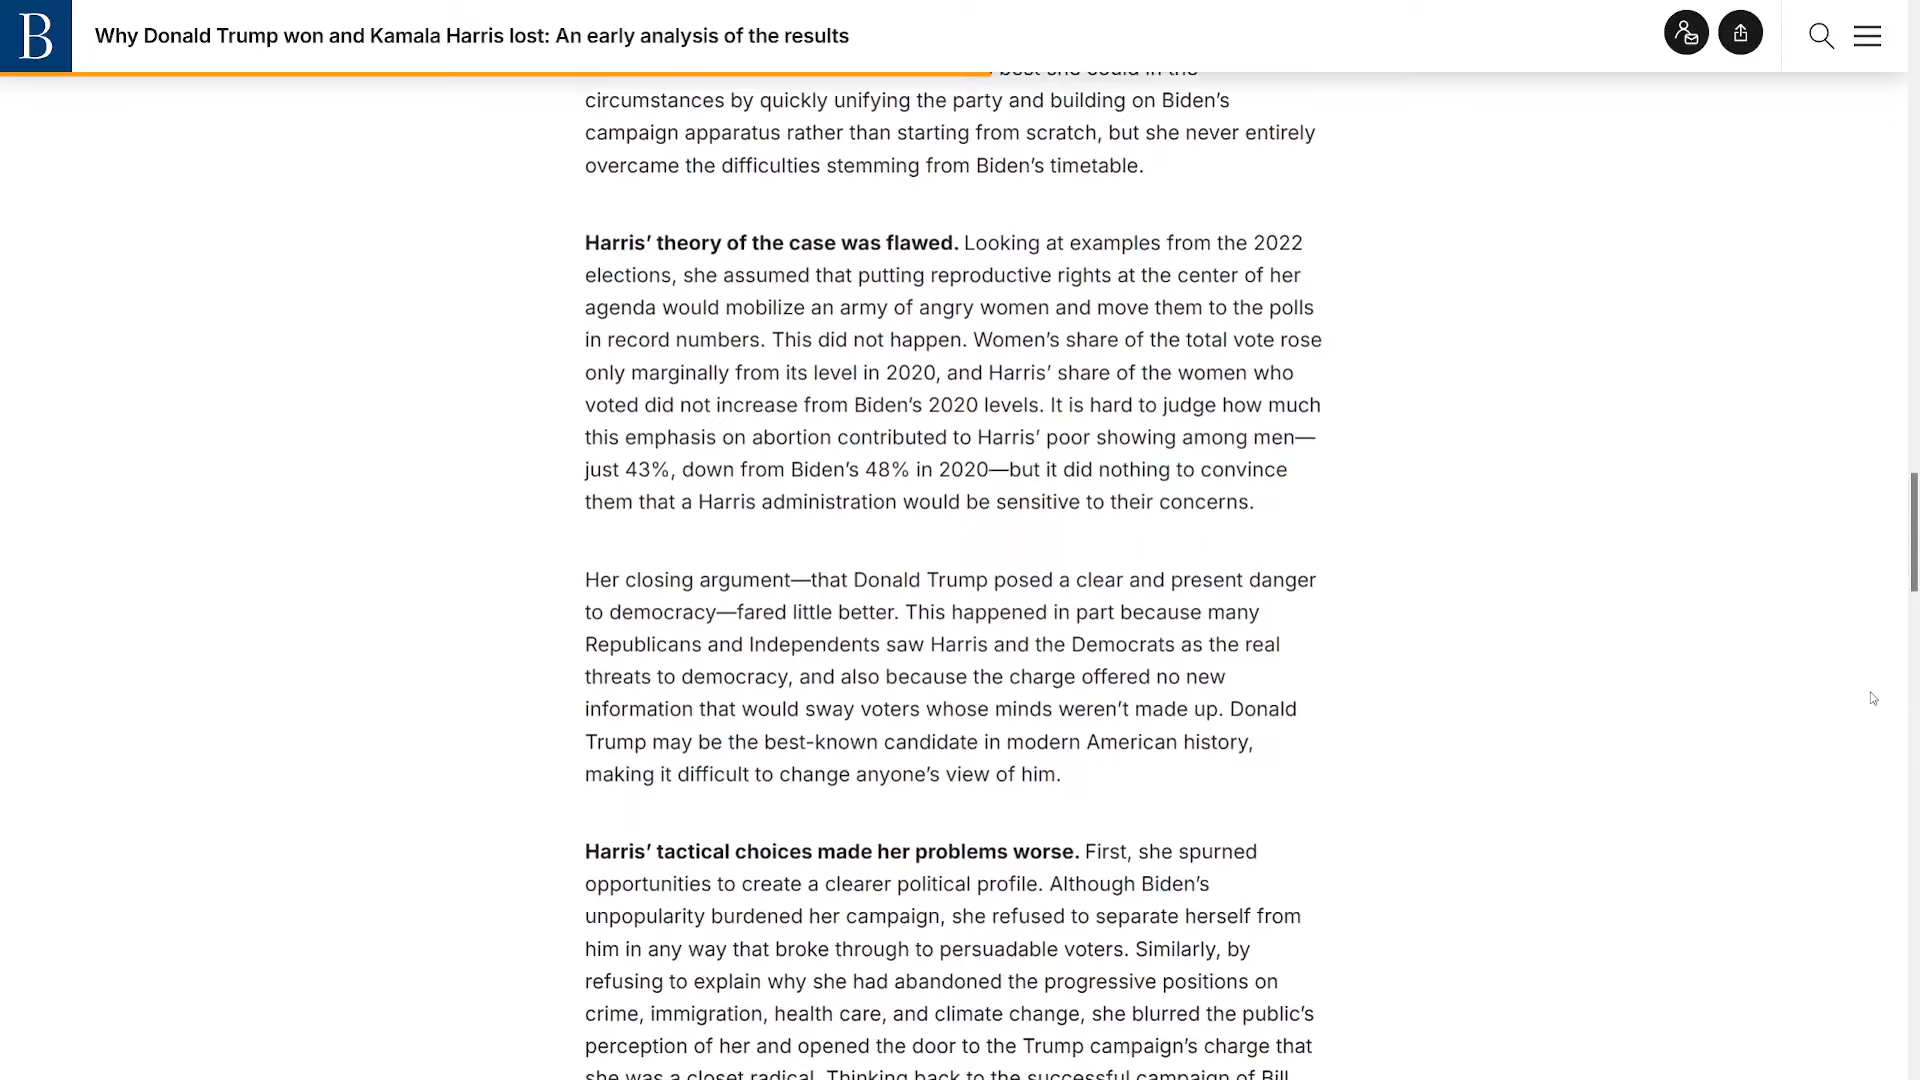 B
Why Donald Trump won and Kamala Harris lost: An early analysis of the results
best she could in the
circumstances by quickly unifying the party and building on Biden’s
campaign apparatus rather than starting from scratch, but she never entirely
overcame the difficulties stemming from Biden’s timetable.
Harris’ theory of the case was flawed. Looking at examples from the 2022
elections, she assumed that putting reproductive rights at the center of her
agenda would mobilize an army of angry women and move them to the polls
in record numbers. This did not happen. Women’s share of the total vote rose
only marginally from its level in 2020, and Harris’ share of the women who
voted did not increase from Biden’s 2020 levels. It is hard to judge how much
this emphasis on abortion contributed to Harris’ poor showing among men—
just 43%, down from Biden’s 48% in 2020—but it did nothing to convince
them that a Harris administration would be sensitive to their concerns.
Her closing argument—that Donald Trump posed a clear and present danger
to democracy—fared little better. This happened in part because many
Republicans and Independents saw Harris and the Democrats as the real
threats to democracy, and also because the charge offered no new
information that would sway voters whose minds weren’t made up. Donald
Trump may be the best-known candidate in modern American history,
making it difficult to change anyone’s view of him.
Harris’ tactical choices made her problems worse. First, she spurned
opportunities to create a clearer political profile. Although Biden’s
unpopularity burdened her campaign, she refused to separate herself from
him in any way that broke through to persuadable voters. Similarly, by
refusing to explain why she had abandoned the progressive positions on
crime, immigration, health care, and climate change, she blurred the public’s
perception of her and opened the door to the Trump campaign’s charge that
she was a closet radical. Thinking back to the successful campaign of Bill